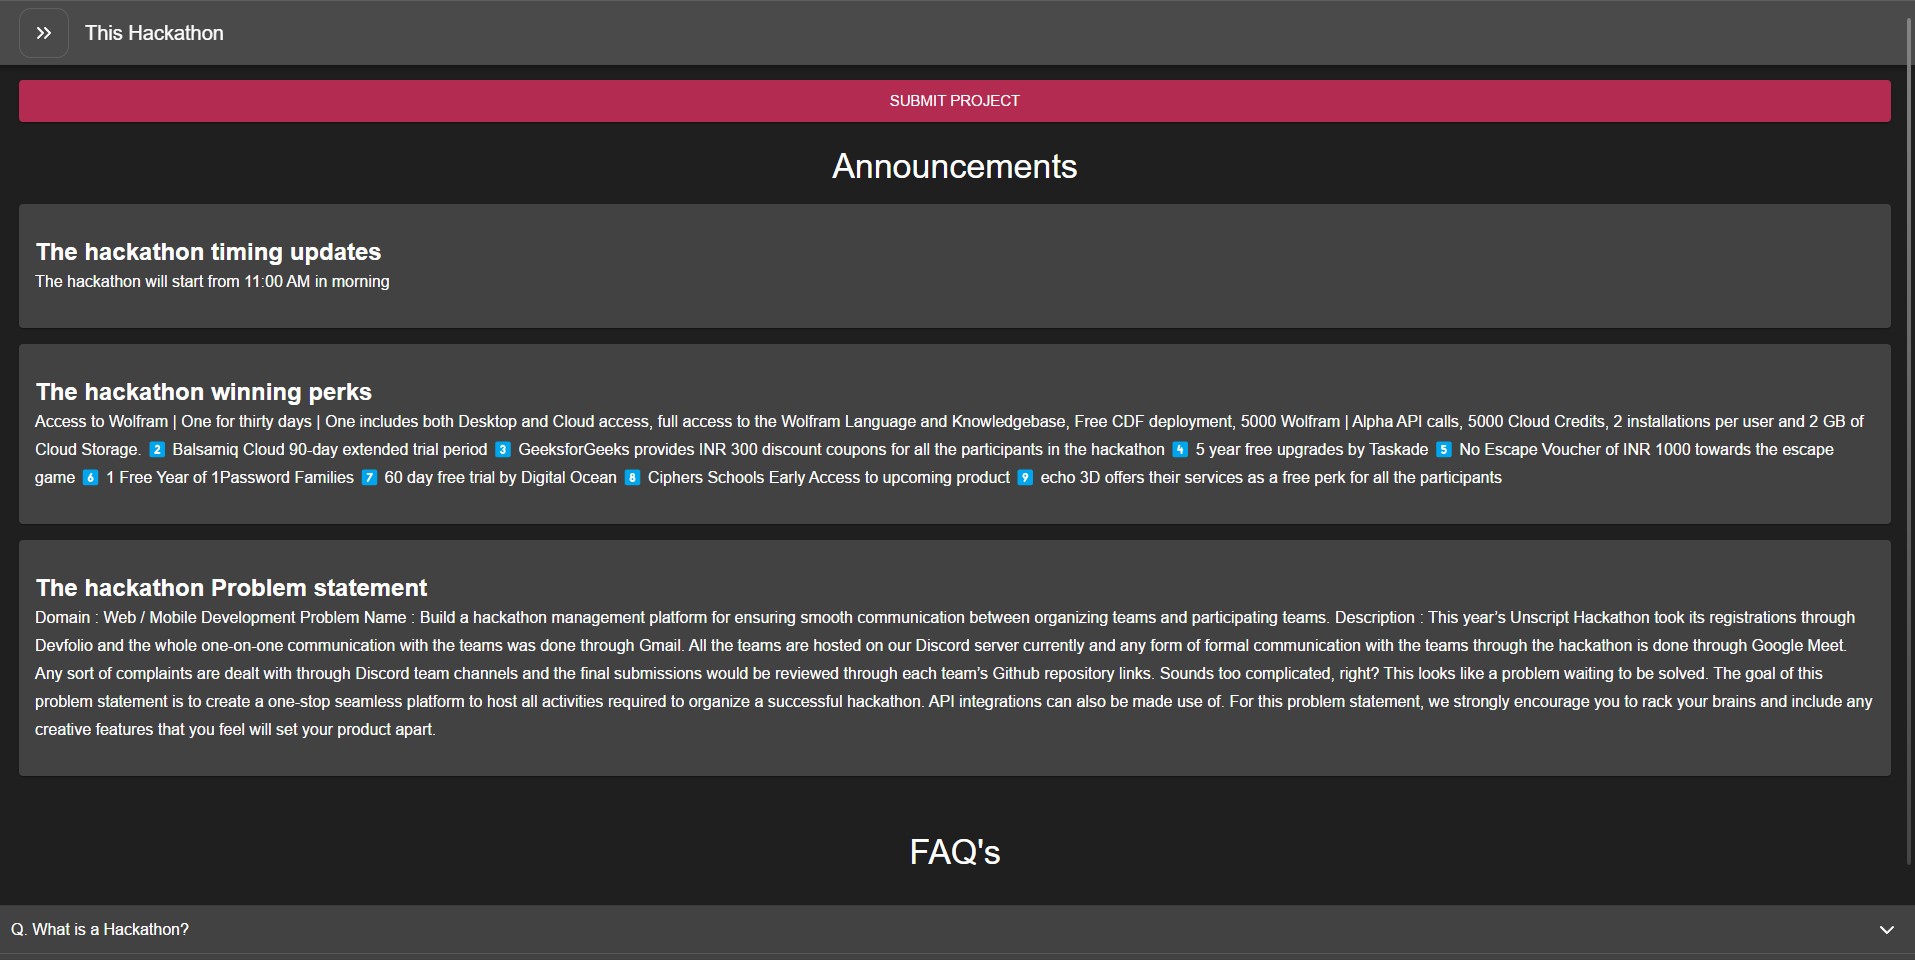 This Hackathon
SUBMIT PROJECT
Announcements
The hackathon timing updates
The hackathon will start from 11:00 AM in morning
The hackathon winning perks
Access to Wolfram | One for thirty days | One includes both Desktop and Cloud access, full access to the Wolfram Language and Knowledgebase, Free CDF deployment, 5000 Wolfram | Alpha API calls, 5000 Cloud Credits, 2 installations per user and 2 GB of
Cloud Storage. 2️⃣ Balsamiq Cloud 90-day extended trial period 3️⃣ GeeksforGeeks provides INR 300 discount coupons for all the participants in the hackathon 4️⃣ 5 year free upgrades by Taskade 5️⃣ No Escape Voucher of INR 1000 towards the escape
game 6️⃣ 1 Free Year of 1Password Families 7️⃣ 60 day free trial by Digital Ocean 8️⃣ Ciphers Schools Early Access to upcoming product 9️⃣ echo 3D offers their services as a free perk for all the participants
The hackathon Problem statement
Domain : Web / Mobile Development Problem Name : Build a hackathon management platform for ensuring smooth communication between organizing teams and participating teams. Description : This year’s Unscript Hackathon took its registrations through
Devfolio and the whole one-on-one communication with the teams was done through Gmail. All the teams are hosted on our Discord server currently and any form of formal communication with the teams through the hackathon is done through Google Meet.
Any sort of complaints are dealt with through Discord team channels and the final submissions would be reviewed through each team’s Github repository links. Sounds too complicated, right? This looks like a problem waiting to be solved. The goal of this
problem statement is to create a one-stop seamless platform to host all activities required to organize a successful hackathon. API integrations can also be made use of. For this problem statement, we strongly encourage you to rack your brains and include any
creative features that you feel will set your product apart.
FAQ's
Q. What is a Hackathon?